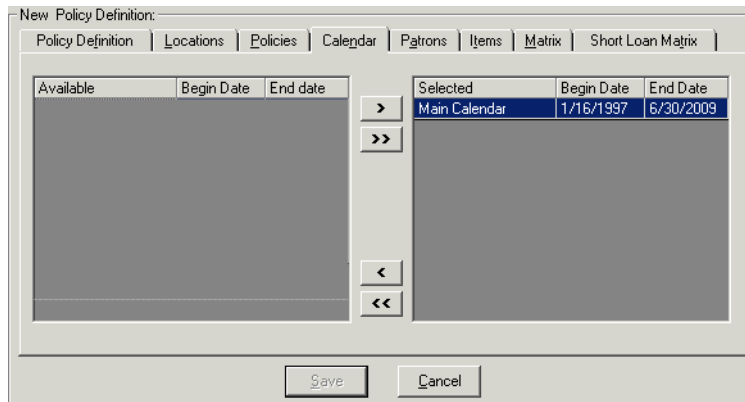 New Policy Definition:
Policy Definition Locations Policies Calendar Patrons Items Matrix Short Loan Matrix
Available Begin Date End date
Selected Begin Date End Date
Main Calendar 1/16/1997 6/30/2009
>
>>
<
<<
Save Cancel